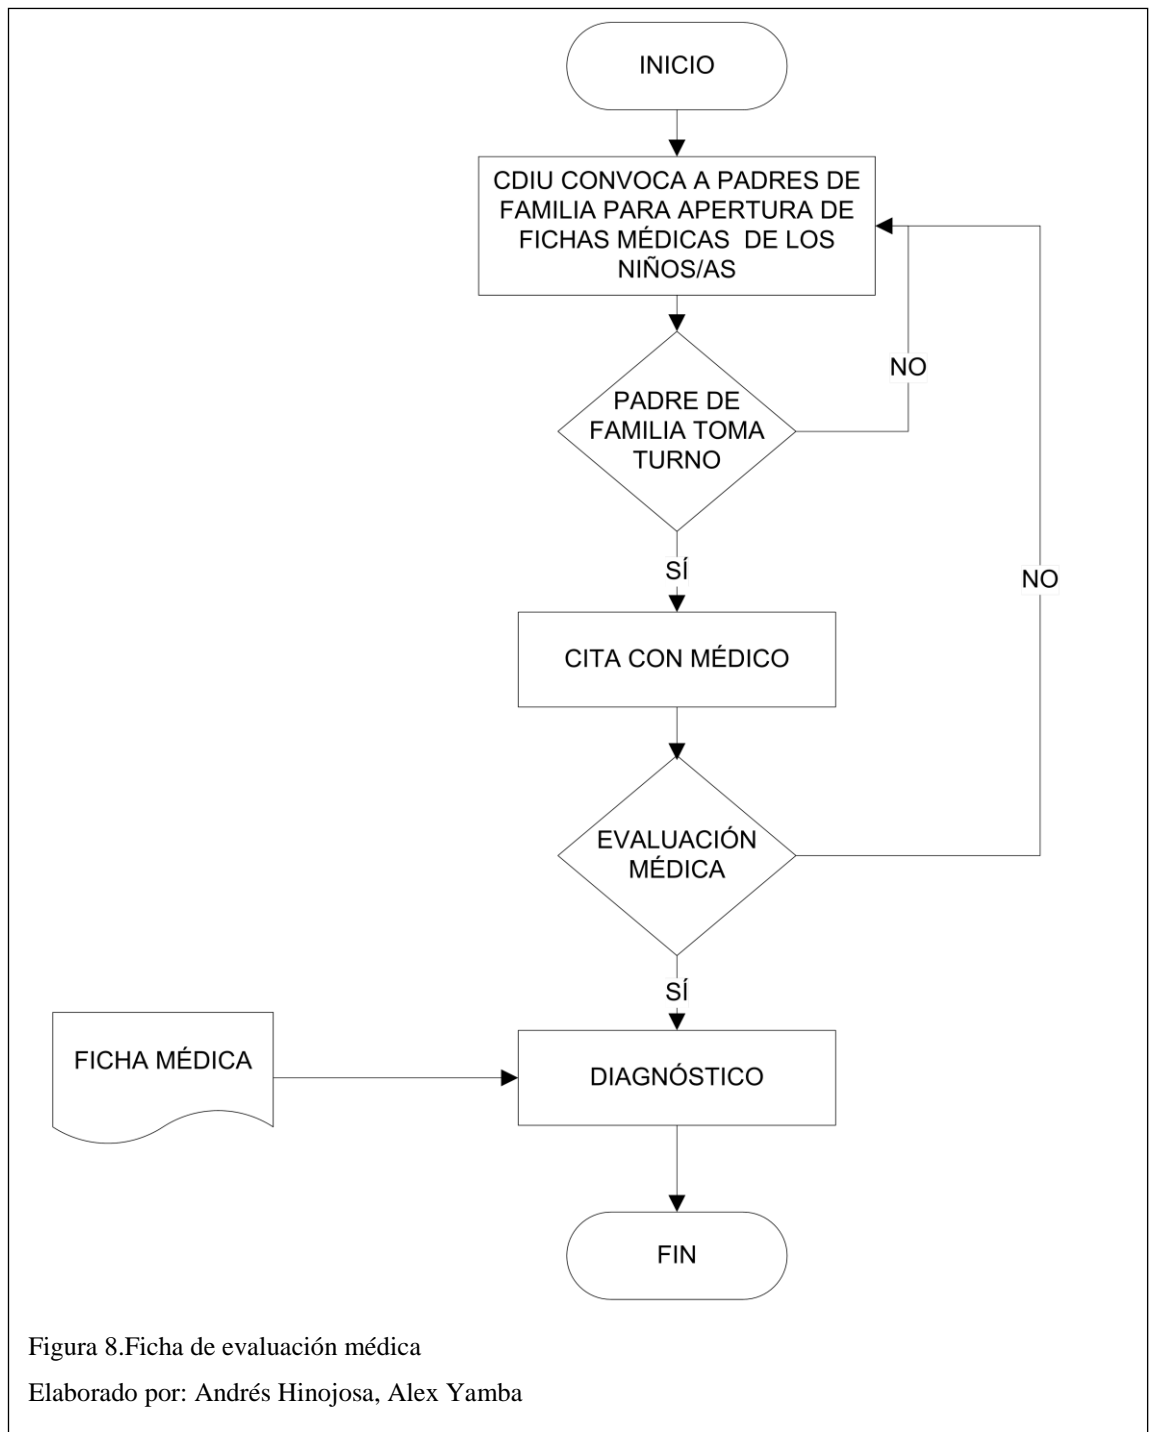 INICIO
CDIU CONVOCA A PADRES DE
FAMILIA PARA APERTURA DE
FICHAS MÉDICAS DE LOS
NIÑOS/AS
NO
PADRE DE
FAMILIA TOMA
TURNO
SÍ
NO
CITA CON MÉDICO
EVALUACIÓN
MÉDICA
SÍ
FICHA MÉDICA
DIAGNÓSTICO
FIN
Figura 8.Ficha de evaluación médica
Elaborado por: Andrés Hinojosa, Alex Yamba